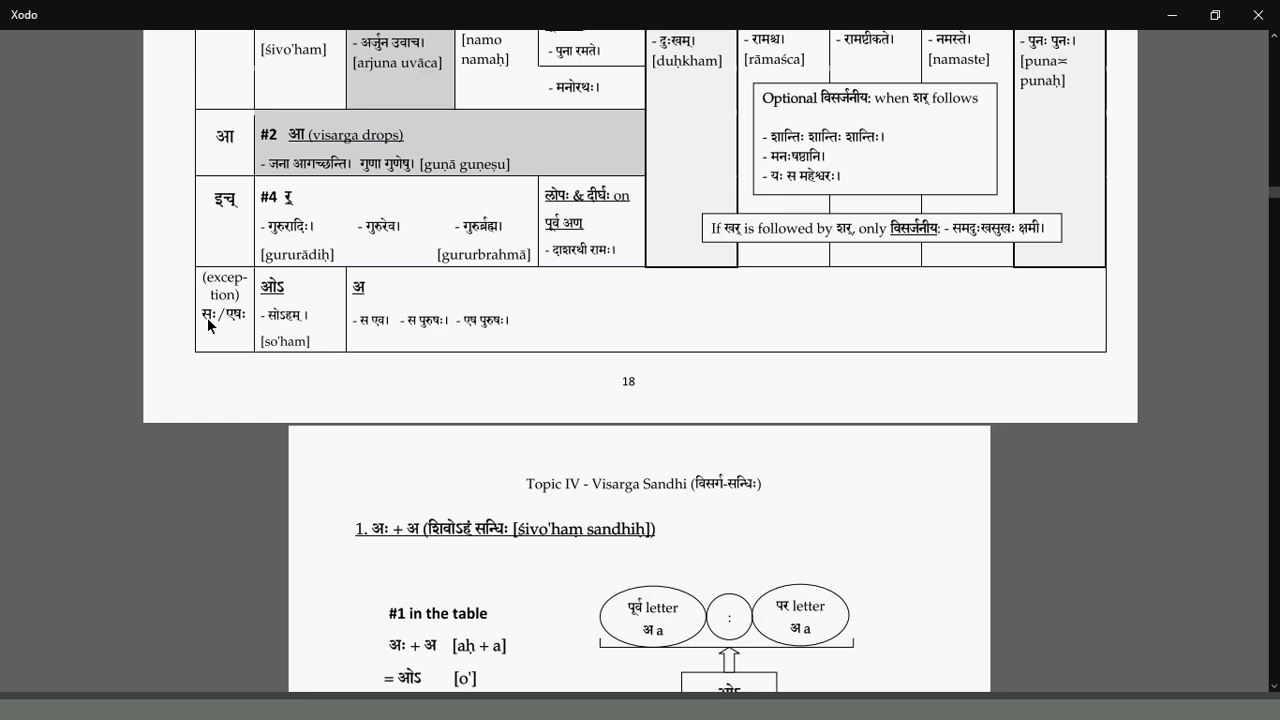 Xodo
[śivo'ham]
- अर्जुन उवाच।
[arjuna uvāca]
[namo
namaḥ]
- पुना रमते।
- मनोरथः।
- दुःखम्।
[duḥkham]
- रामश्च।
[rāmaśca]
- रामष्टीकते।
- नमस्ते।
[namaste]
- पुनः पुनः।
[puna≍
punaḥ]
Optional विसर्जनीयः when शर् follows
- शान्तिः शान्तिः शान्तिः।
- मनःषष्ठानि।
- यः स महेश्वरः।
आ
#2 आ (visarga drops)
- जना आगच्छन्ति। गुणा गुणेषु। [guṇā guṇeṣu]
इच्
#4 र्
- गुरुरादिः।
- गुरुरेव।
- गुरुर्ब्रह्मा।
[gururādiḥ]
[gururbrahmā]
लोपः & दीर्घः on
पूर्व अण
- दाशरथी रामः।
If खर् is followed by शर्, only विसर्जनीयः - समदुःखसुखः क्षमी।
(excep-
tion)
सः/एषः
ओऽ
- सोऽहम् ।
[so'ham]
अ
- स एव। - स पुरुषः। - एष पुरुषः।
18
Topic IV - Visarga Sandhi (विसर्ग-सन्धिः)
1. अः + अ (शिवोऽहं सन्धिः [śivo'haṃ sandhiḥ])
#1 in the table
अः + अ [aḥ + a]
= ओऽ [o']
पूर्व letter
अ a
:
पर letter
अ a
ओऽ